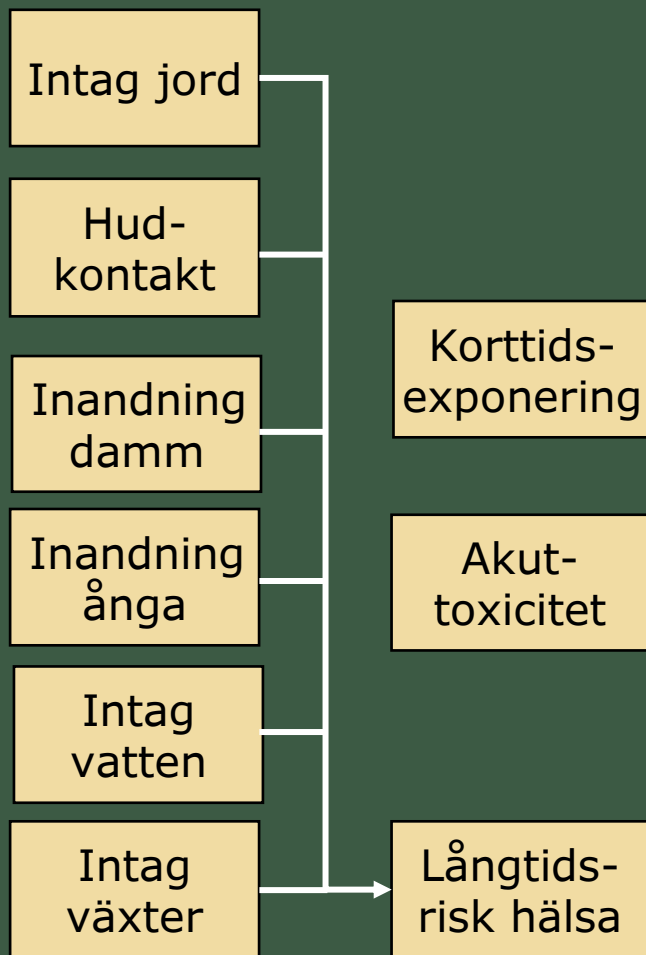 Intag jord
Hud-
kontakt
Inandning
damm
Inandning
ånga
Intag
vatten
Intag
växter
Korttids-
exponering
Akut-
toxicitet
Långtids-
risk hälsa